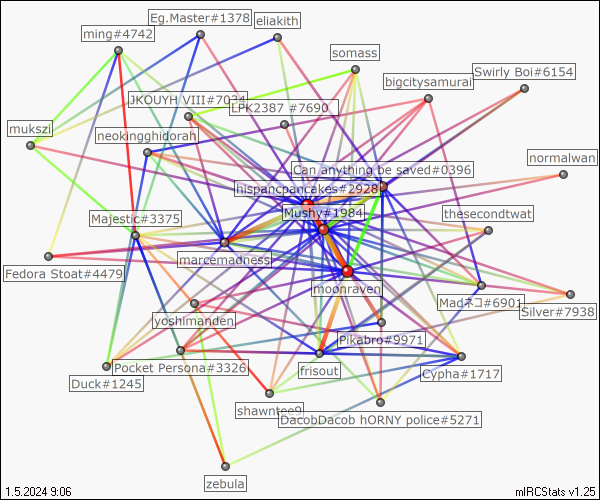 Eg.Master#1378
eliakith
ming#4742
somass
bigcitysamurai
Swirly Boi#6154
JKOUYH VIII#7034
LPK2387 #7690
mukszi
neokingghidorah
normalwan
Can anything be saved#0396
hispancpancakes#2928
Mushy#1984
Majestic#3375
thesecondtwat
marcemadness
Fedora Stoat#4479
moonraven
Madネコ#6901
Silver#7938
yoshimanden
Pikabro#9971
Pocket Persona#3326
frisout
Cypha#1717
Duck#1245
shawntee9
DacobDacob hORNY police#5271
zebula
1.5.2024 9:06
mIRCStats v1.25